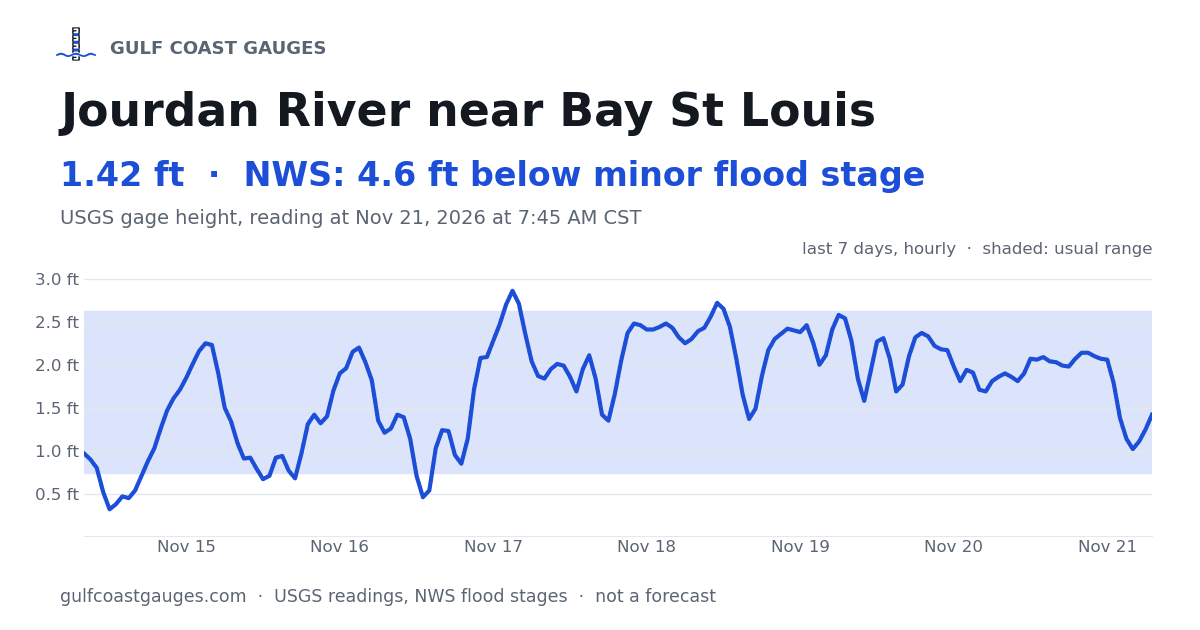 GULF COAST GAUGES
Jourdan River near Bay St Louis
1.42 ft · NWS: 4.6 ft below minor flood stage
USGS gage height, reading at Nov 21, 2026 at 7:45 AM CST
last 7 days, hourly · shaded: usual range
3.0 ft
2.5 ft
2.0 ft
1.5 ft
1.0 ft
0.5 ft
Nov 15 Nov 16 Nov 17 Nov 18 Nov 19 Nov 20 Nov 21
gulfcoastgauges.com · USGS readings, NWS flood stages · not a forecast